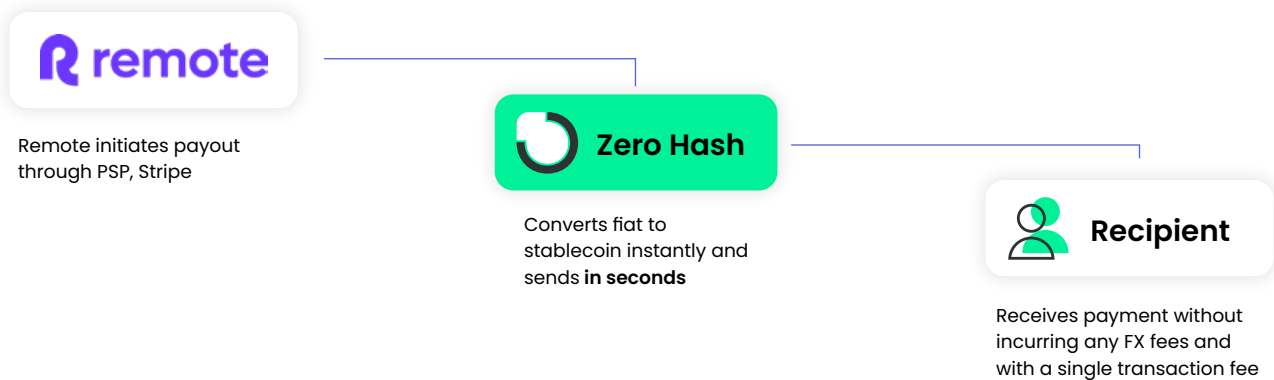 remote
Remote initiates payout
through PSP, Stripe
Zero Hash
Converts fiat to
stablecoin instantly and
sends in seconds
Recipient
Receives payment without
incurring any FX fees and
with a single transaction fee